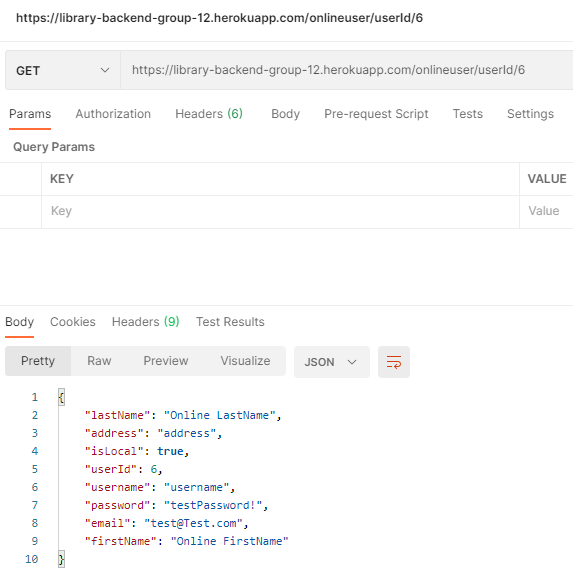 https://library-backend-group-12.herokuapp.com/onlineuser/userId/6
GET https://library-backend-group-12.herokuapp.com/onlineuser/userId/6
Params Authorization Headers (6) Body Pre-request Script Tests Settings
Query Params
KEY VALUE
Key Value
Body Cookies Headers (9) Test Results
Pretty Raw Preview Visualize JSON
1 {
2 "lastName": "Online LastName",
3 "address": "address",
4 "isLocal": true,
5 "userId": 6,
6 "username": "username",
7 "password": "testPassword!",
8 "email": "test@Test.com",
9 "firstName": "Online FirstName"
10 }